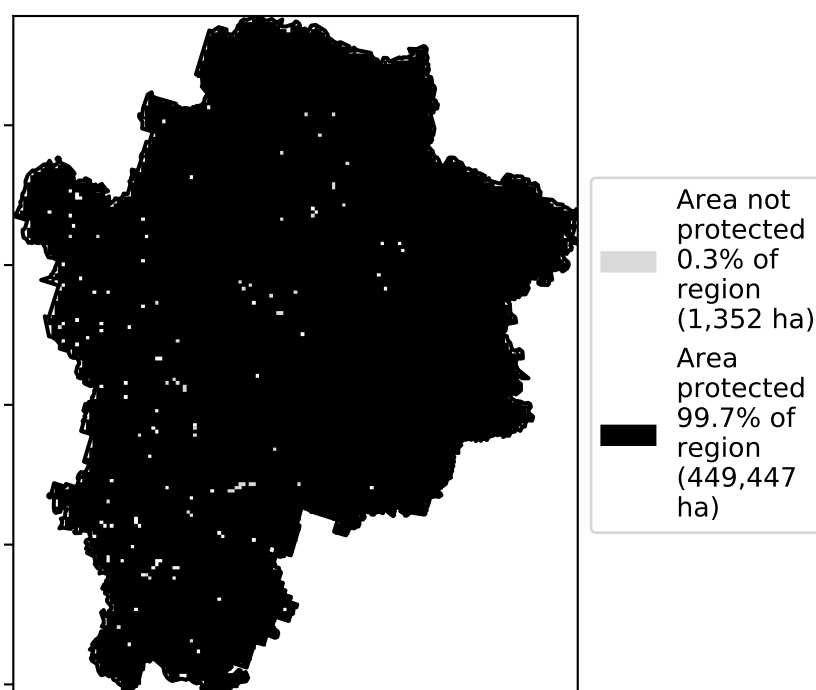 Area not
protected
0.3% of
region
(1,352 ha)
Area
protected
99.7% of
region
(449,447
ha)